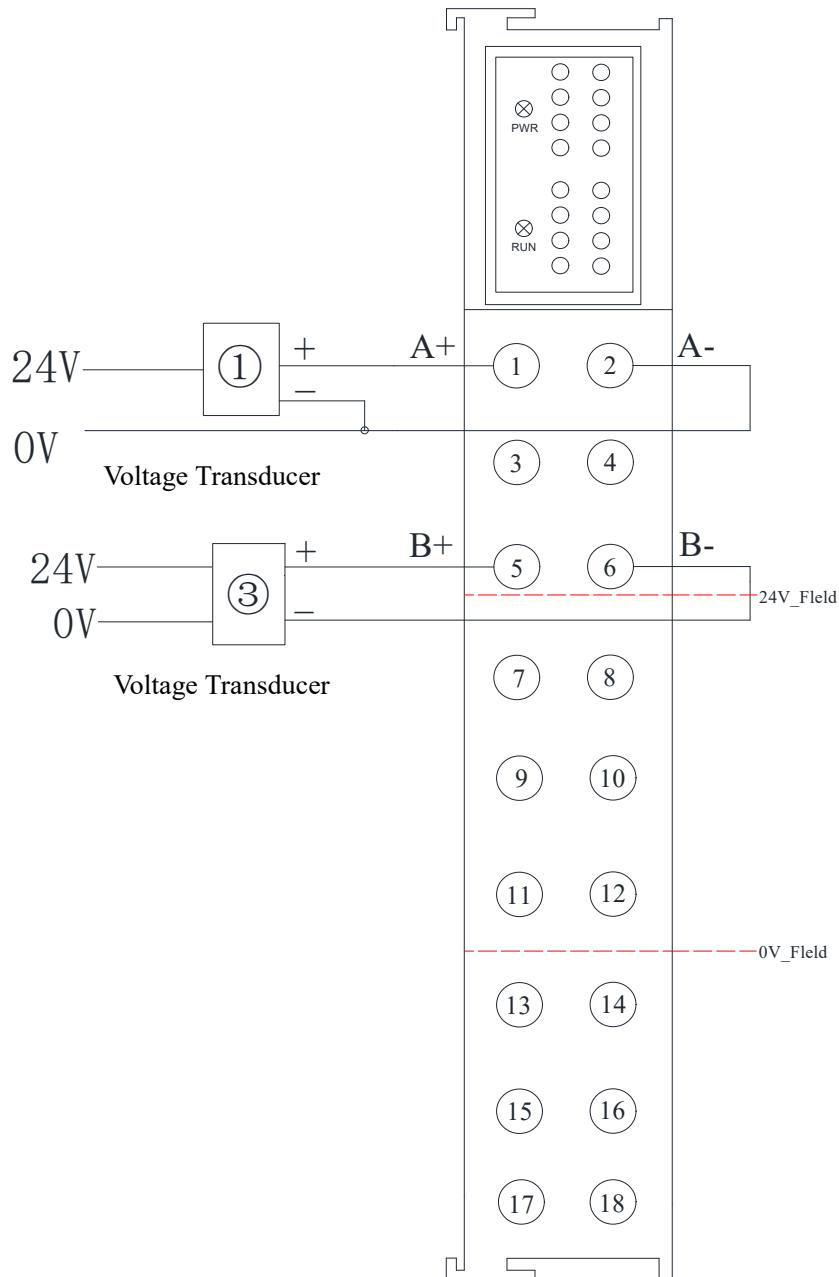 PWR
RUN
24V ① + − A+ 1 2 A-
0V
Voltage Transducer
3 4
24V ③ + − B+ 5 6 B-
24V_Fleld
0V
Voltage Transducer
7 8
9 10
11 12
0V_Fleld
13 14
15 16
17 18